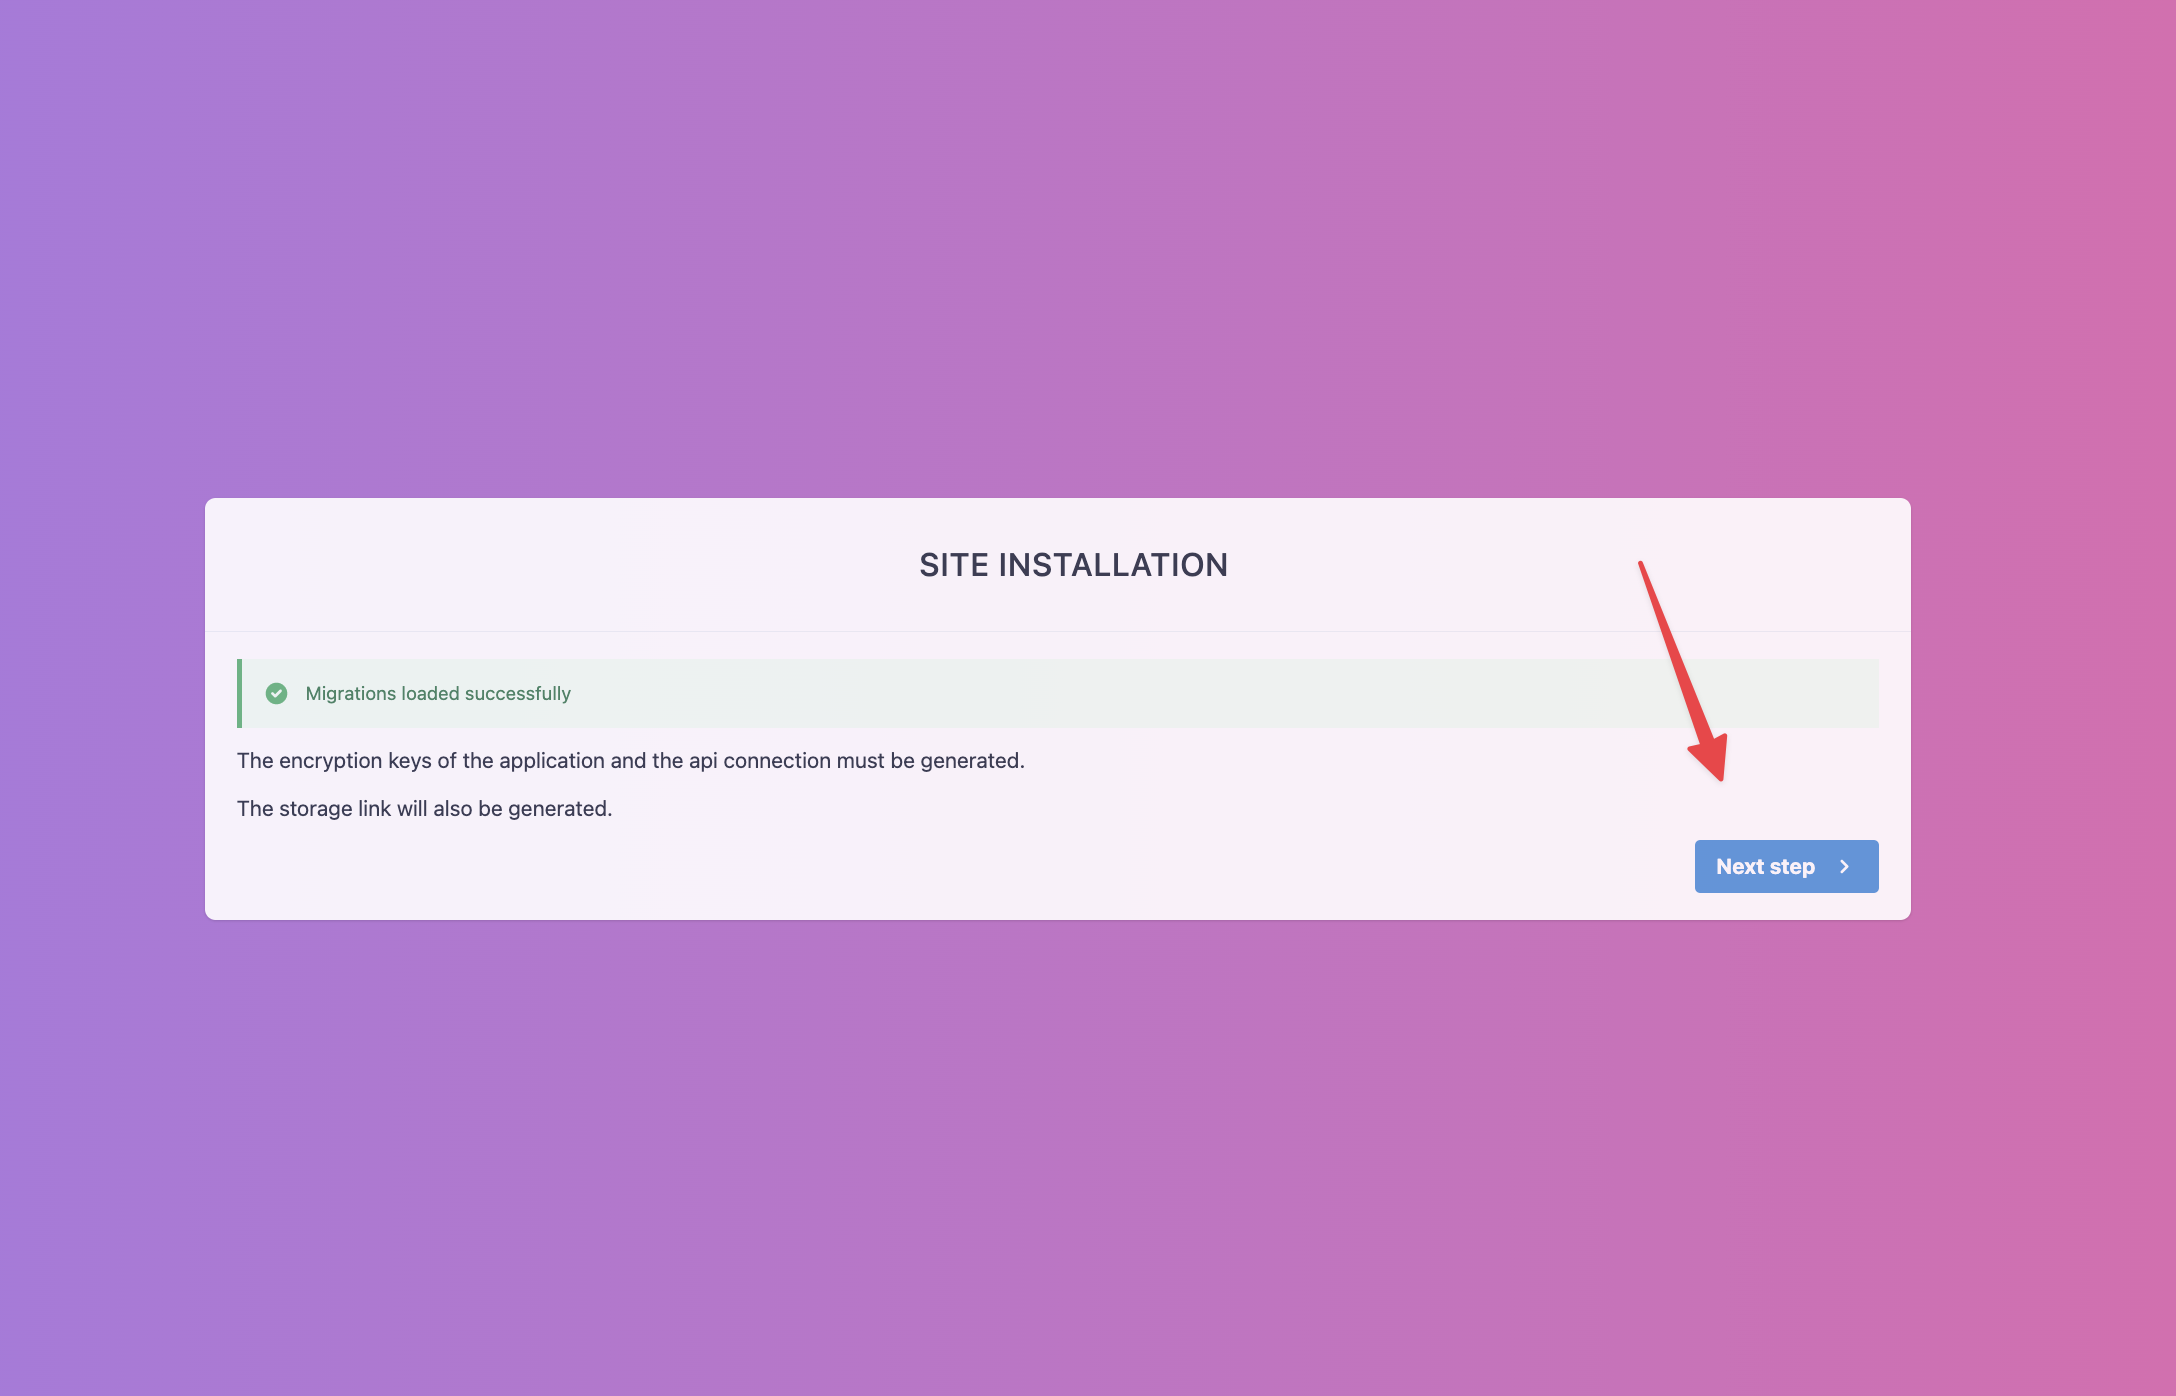 SITE INSTALLATION
Migrations loaded successfully
The encryption keys of the application and the api connection must be generated.
The storage link will also be generated.
Next step